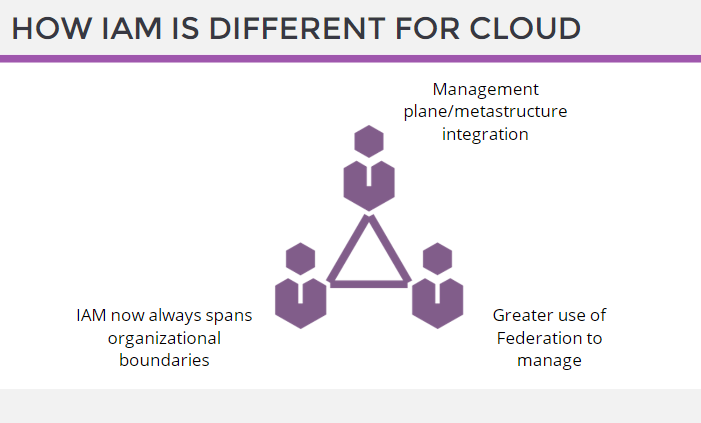 HOW IAM IS DIFFERENT FOR CLOUD
Management
plane/metastructure
integration
IAM now always spans
organizational
boundaries
Greater use of
Federation to
manage